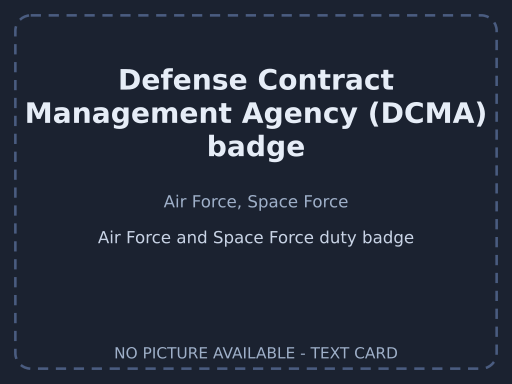 Defense Contract
Management Agency (DCMA)
badge
Air Force, Space Force
Air Force and Space Force duty badge
NO PICTURE AVAILABLE - TEXT CARD